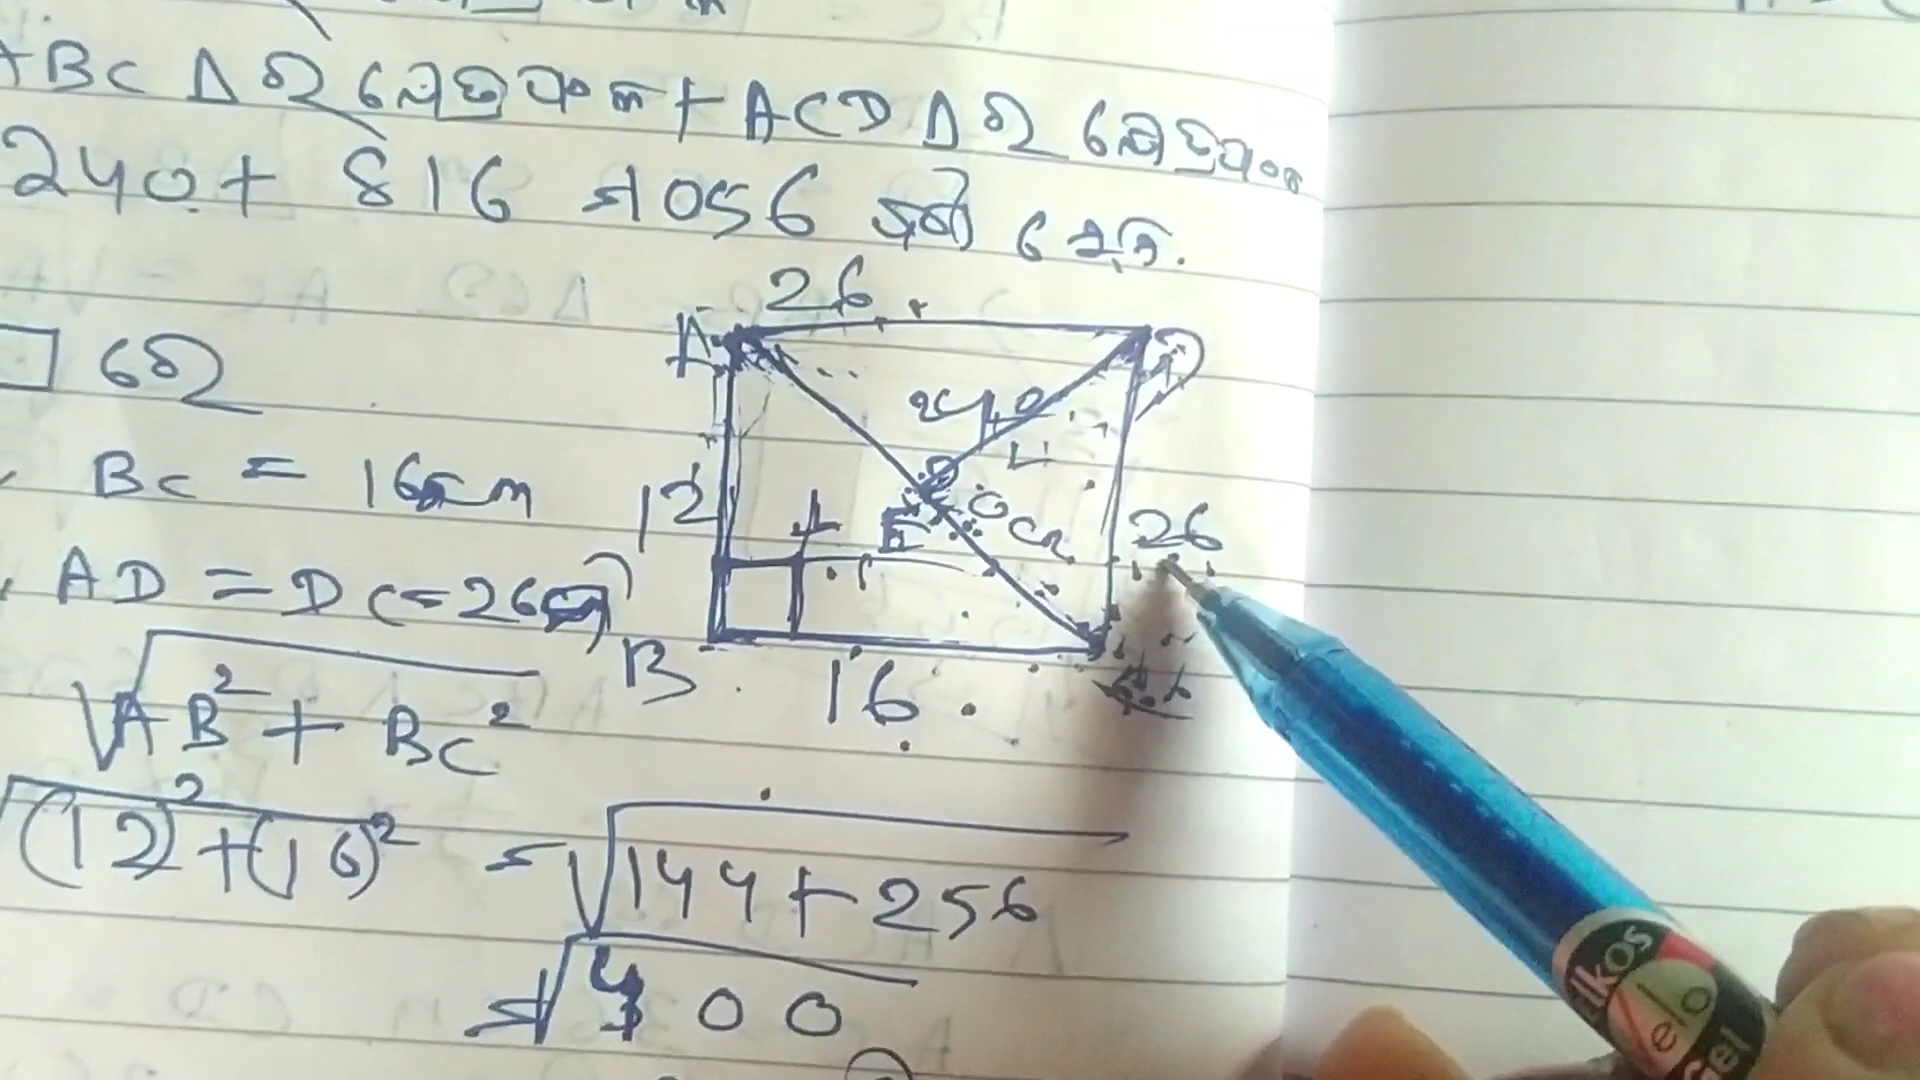 ABC Δ ର କ୍ଷେତ୍ରଫଳ + ACD Δ ର କ୍ଷେତ୍ରଫଳ
240 + 816 = 1056 ବର୍ଗ ସେ.ମି.
26
A
ରେ
24
BC = 16cm
12
E
26
AD = DC = 26
B
16
√AB² + BC²
(12)² + (16)² = √144 + 256
= √400
elkos
Gel